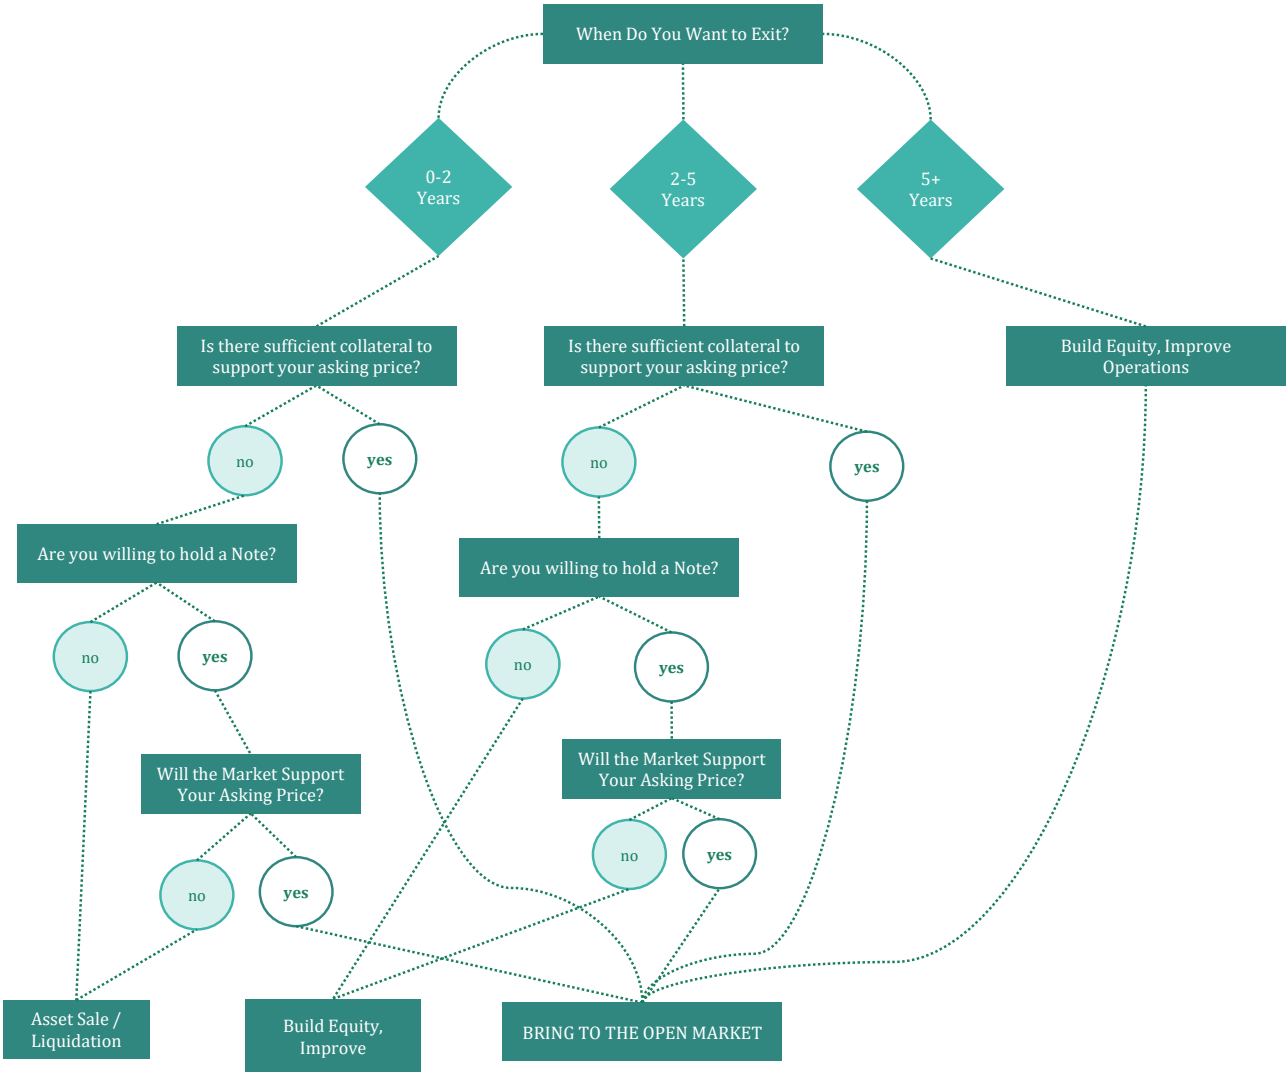 When Do You Want to Exit?
0-2
Years
2-5
Years
5+
Years
Is there sufficient collateral to
support your asking price?
Is there sufficient collateral to
support your asking price?
Build Equity, Improve
Operations
no
yes
no
yes
Are you willing to hold a Note?
Are you willing to hold a Note?
no
yes
no
yes
Will the Market Support
Your Asking Price?
Will the Market Support
Your Asking Price?
no
yes
no
yes
Asset Sale /
Liquidation
Build Equity,
Improve
BRING TO THE OPEN MARKET